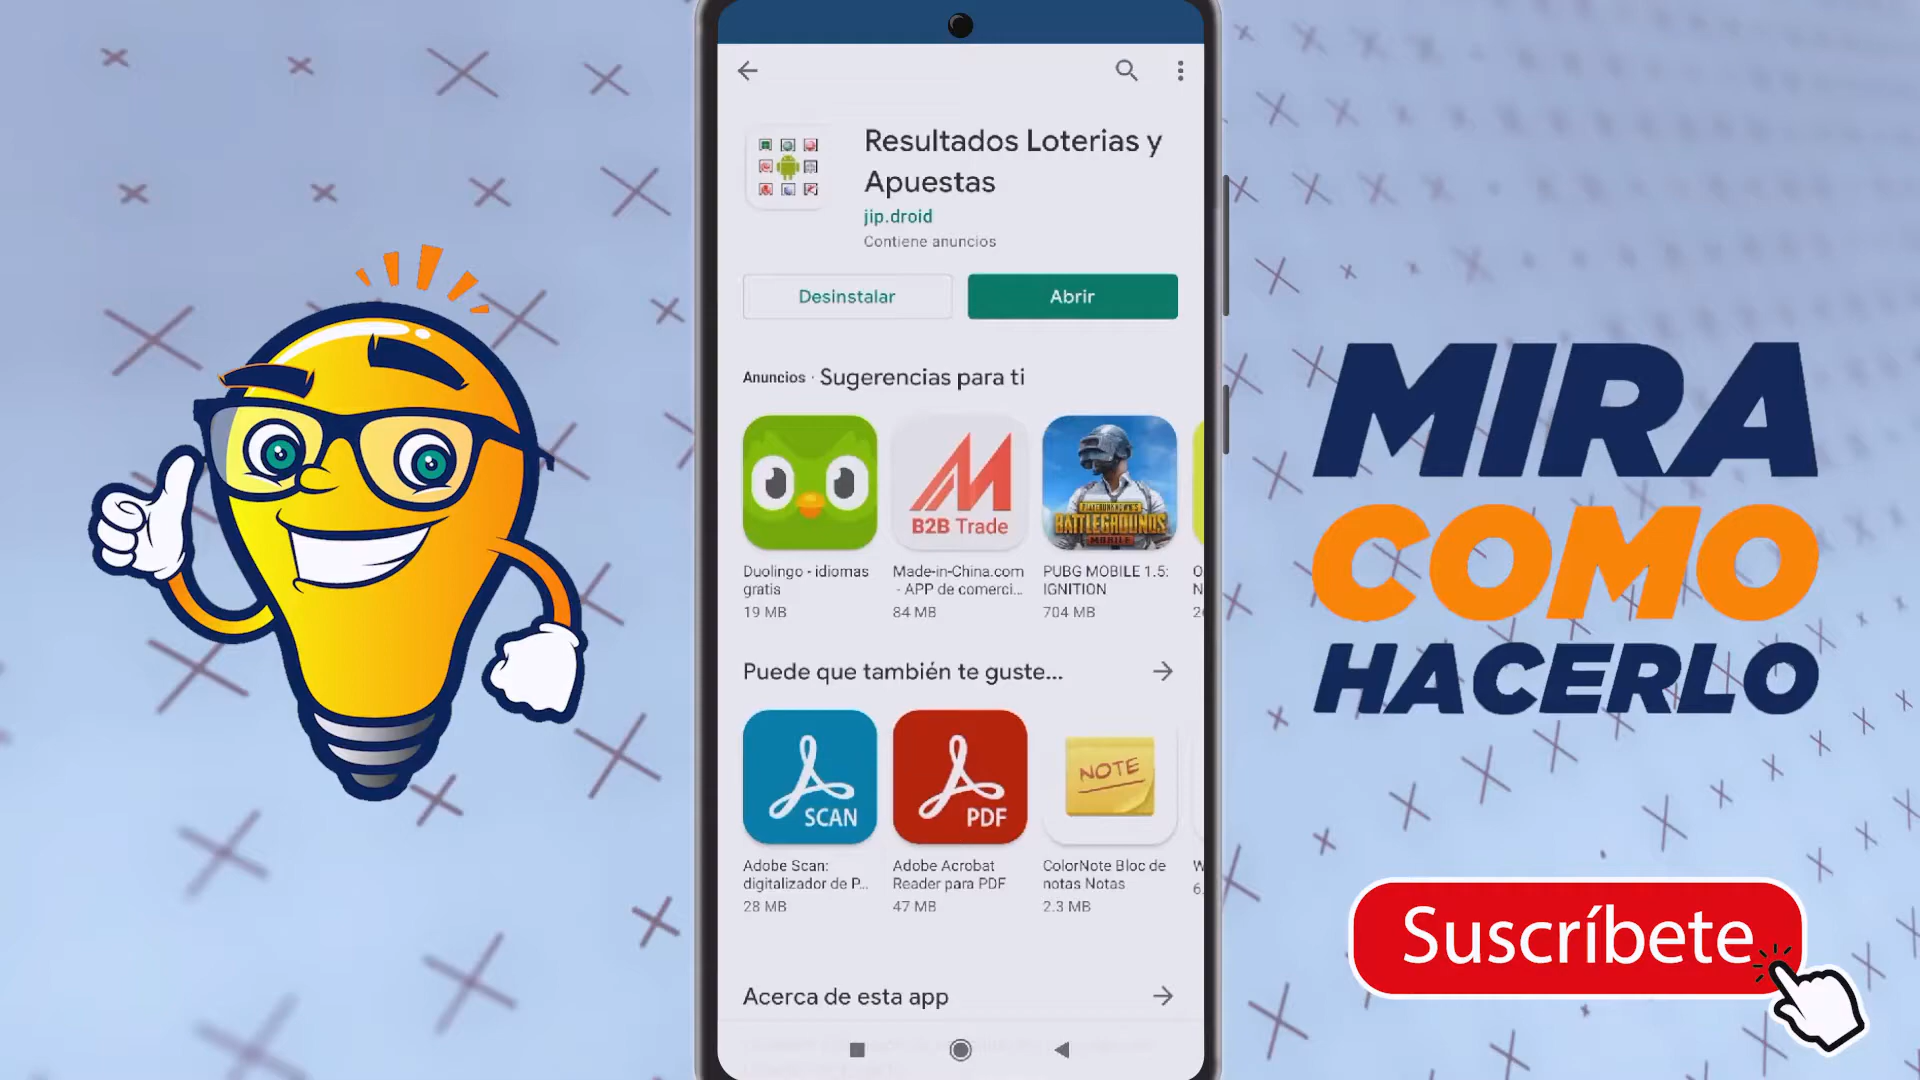 Resultados Loterias y
Apuestas
jip.droid
Contiene anuncios
Desinstalar
Abrir
Anuncios · Sugerencias para ti
B2B Trade
BATTLEGROUNDS
MOBILE
Duolingo - idiomas
gratis
19 MB
Made-in-China.com
- APP de comerci...
84 MB
PUBG MOBILE 1.5:
IGNITION
704 MB
Puede que también te guste...
SCAN
PDF
NOTE
Adobe Scan:
digitalizador de P...
28 MB
Adobe Acrobat
Reader para PDF
47 MB
ColorNote Bloc de
notas Notas
2.3 MB
Acerca de esta app
MIRA
COMO
HACERLO
Suscríbete